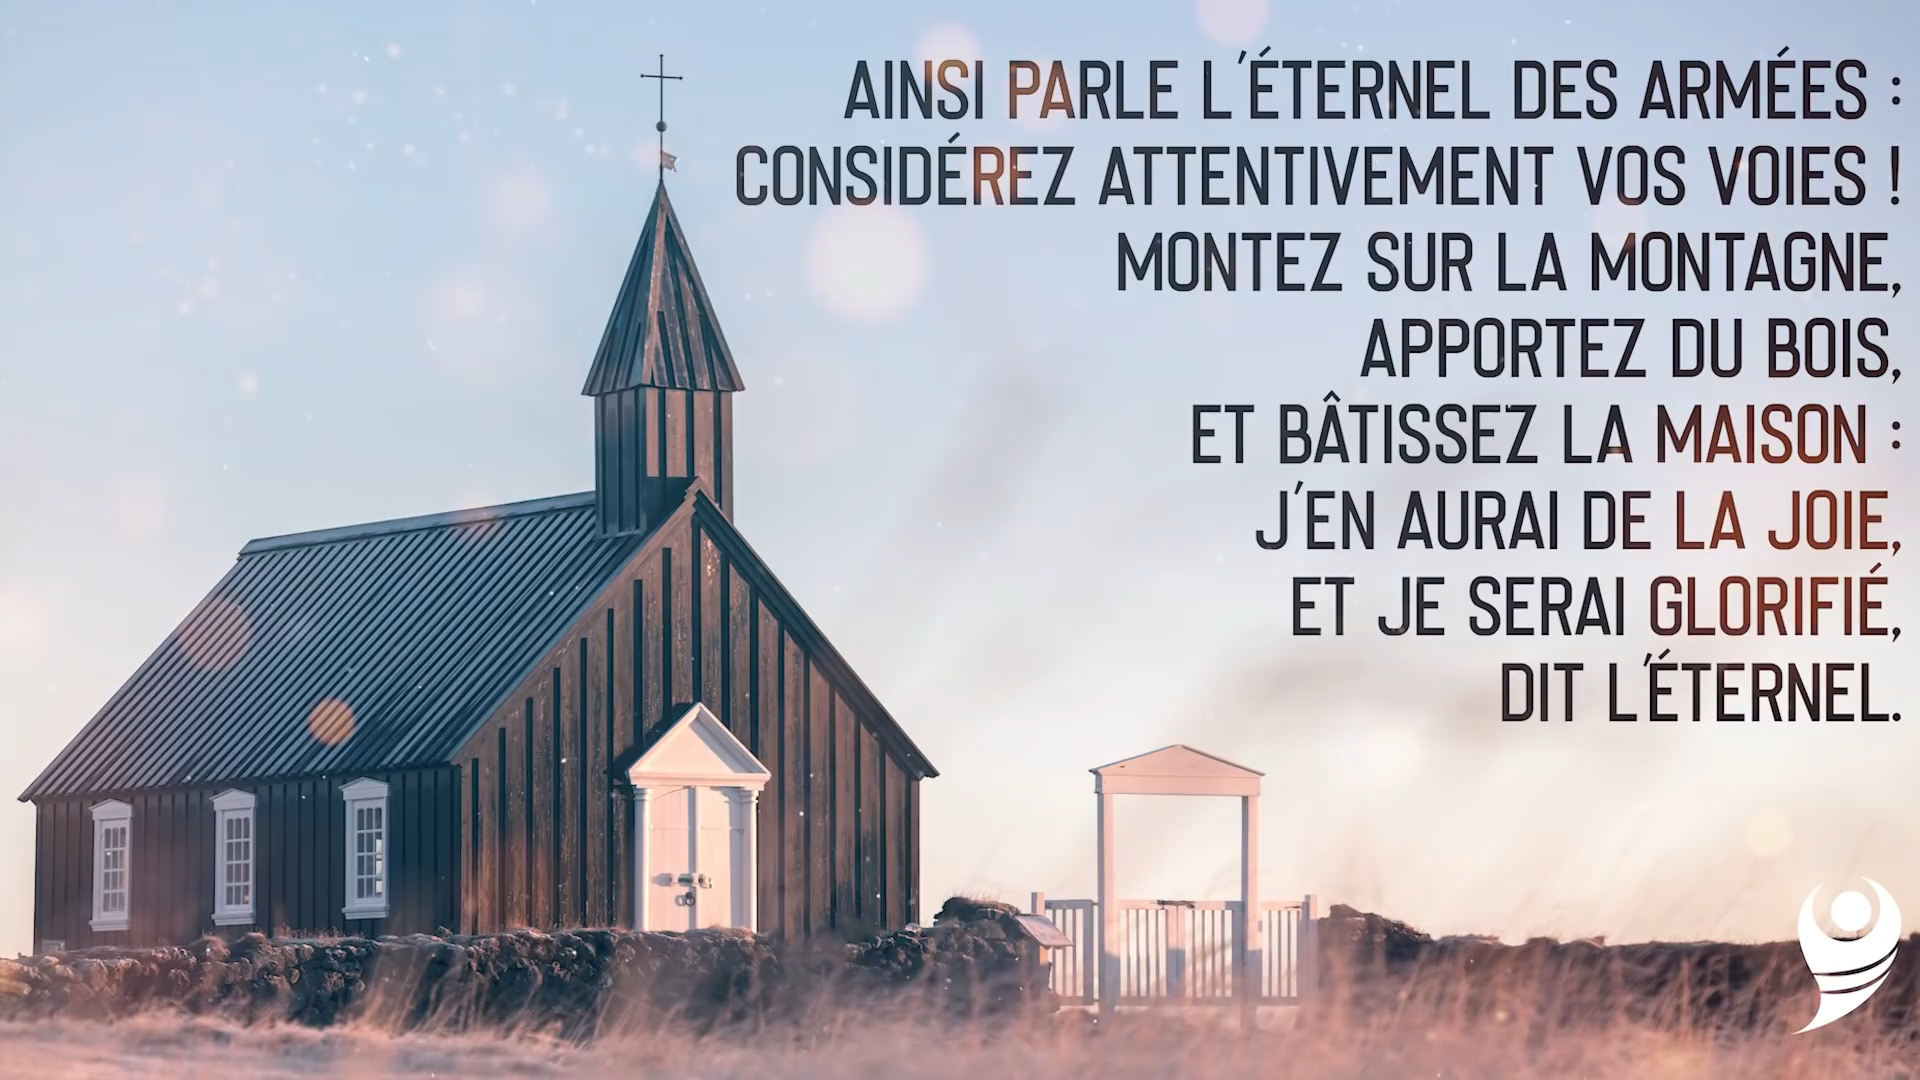 AINSI PARLE L'ÉTERNEL DES ARMÉES :
CONSIDÉREZ ATTENTIVEMENT VOS VOIES !
MONTEZ SUR LA MONTAGNE,
APPORTEZ DU BOIS,
ET BÂTISSEZ LA MAISON :
J'EN AURAI DE LA JOIE,
ET JE SERAI GLORIFIÉ,
DIT L'ÉTERNEL.